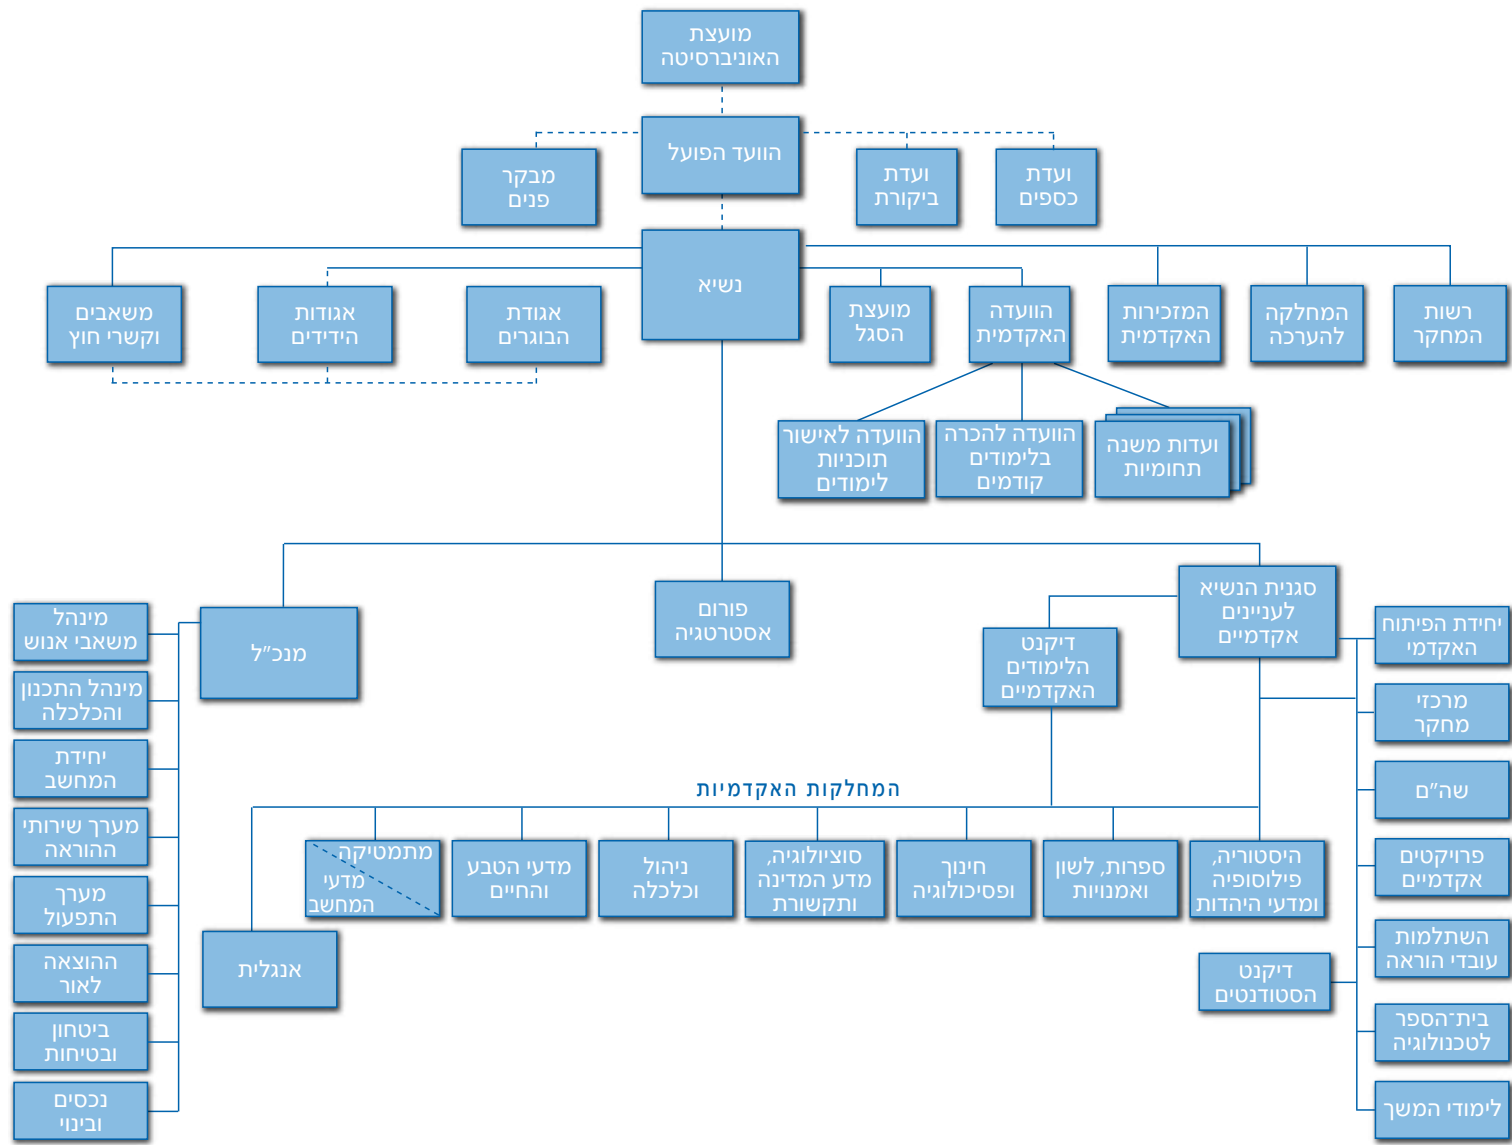 מועצת
האוניברסיטה
הוועד הפועל
ועדת
כספים
ועדת
ביקורת
מבקר
פנים
נשיא
רשות
המחקר
המחלקה
להערכה
המזכירות
האקדמית
הוועדה
האקדמית
מועצת
הסגל
אגודת
הבוגרים
אגודות
הידידים
משאבים
וקשרי חוץ
ועדות משנה
תחומיות
הוועדה להכרה
בלימודים
קודמים
הוועדה לאישור
תוכניות
לימודים
סגנית הנשיא
לעניינים
אקדמיים
פורום
אסטרטגיה
מנכ"ל
דיקנט
הלימודים
האקדמיים
יחידת הפיתוח
האקדמי
מרכזי
מחקר
שה"ם
פרויקטים
אקדמיים
השתלמות
עובדי הוראה
בית־הספר
לטכנולוגיה
לימודי המשך
דיקנט
הסטודנטים
המחלקות האקדמיות
היסטוריה,
פילוסופיה
ומדעי היהדות
ספרות, לשון
ואמנויות
חינוך
ופסיכולוגיה
סוציולוגיה,
מדע המדינה
ותקשורת
ניהול
וכלכלה
מדעי הטבע
והחיים
מתמטיקה
מדעי
המחשב
אנגלית
מינהל
משאבי אנוש
מינהל התכנון
והכלכלה
יחידת
המחשב
מערך שירותי
ההוראה
מערך
התפעול
ההוצאה
לאור
ביטחון
ובטיחות
נכסים
ובינוי